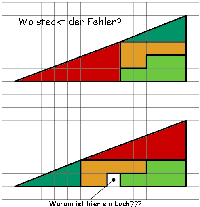 Wo steckt der Fehler?
Warum ist hier ein Loch???